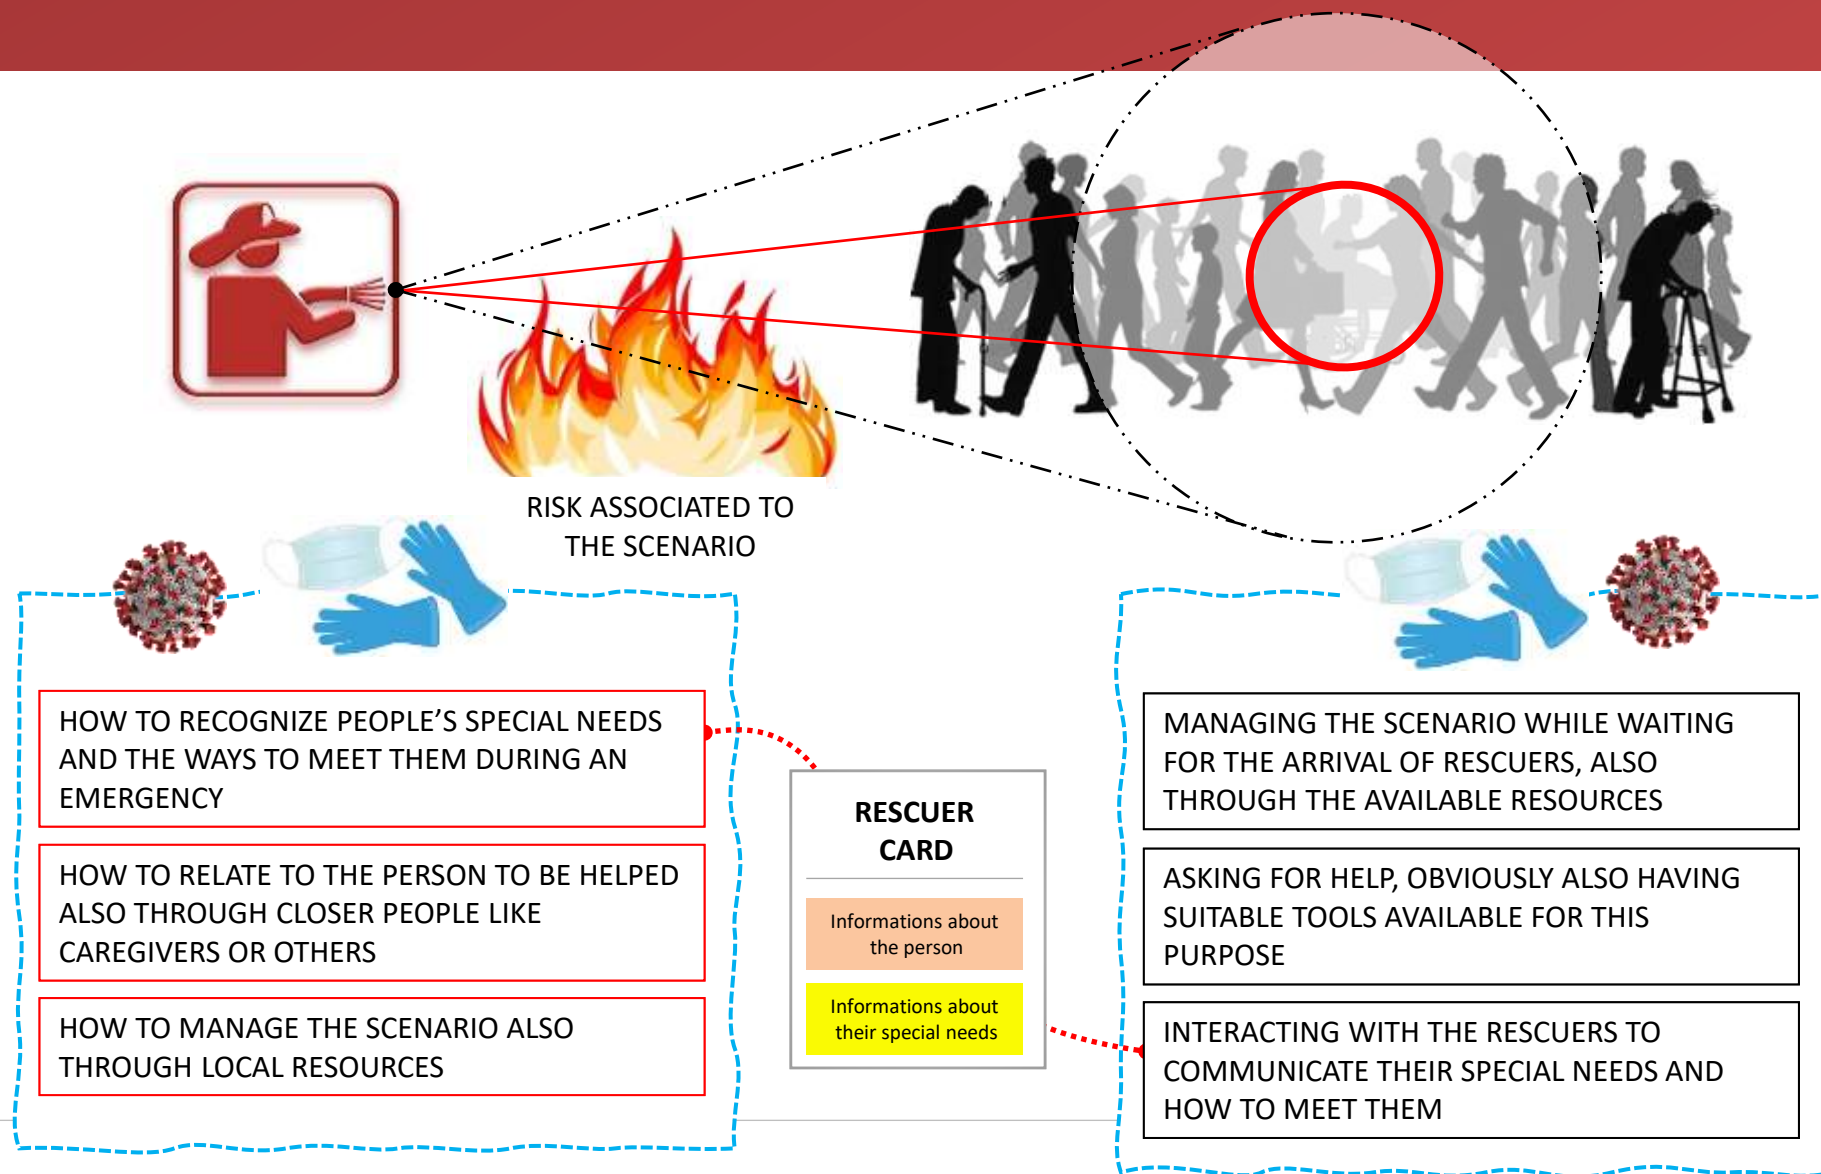 RISK ASSOCIATED TO
THE SCENARIO
HOW TO RECOGNIZE PEOPLE’S SPECIAL NEEDS
AND THE WAYS TO MEET THEM DURING AN
EMERGENCY
HOW TO RELATE TO THE PERSON TO BE HELPED
ALSO THROUGH CLOSER PEOPLE LIKE
CAREGIVERS OR OTHERS
HOW TO MANAGE THE SCENARIO ALSO
THROUGH LOCAL RESOURCES
RESCUER
CARD
Informations about
the person
Informations about
their special needs
MANAGING THE SCENARIO WHILE WAITING
FOR THE ARRIVAL OF RESCUERS, ALSO
THROUGH THE AVAILABLE RESOURCES
ASKING FOR HELP, OBVIOUSLY ALSO HAVING
SUITABLE TOOLS AVAILABLE FOR THIS
PURPOSE
INTERACTING WITH THE RESCUERS TO
COMMUNICATE THEIR SPECIAL NEEDS AND
HOW TO MEET THEM